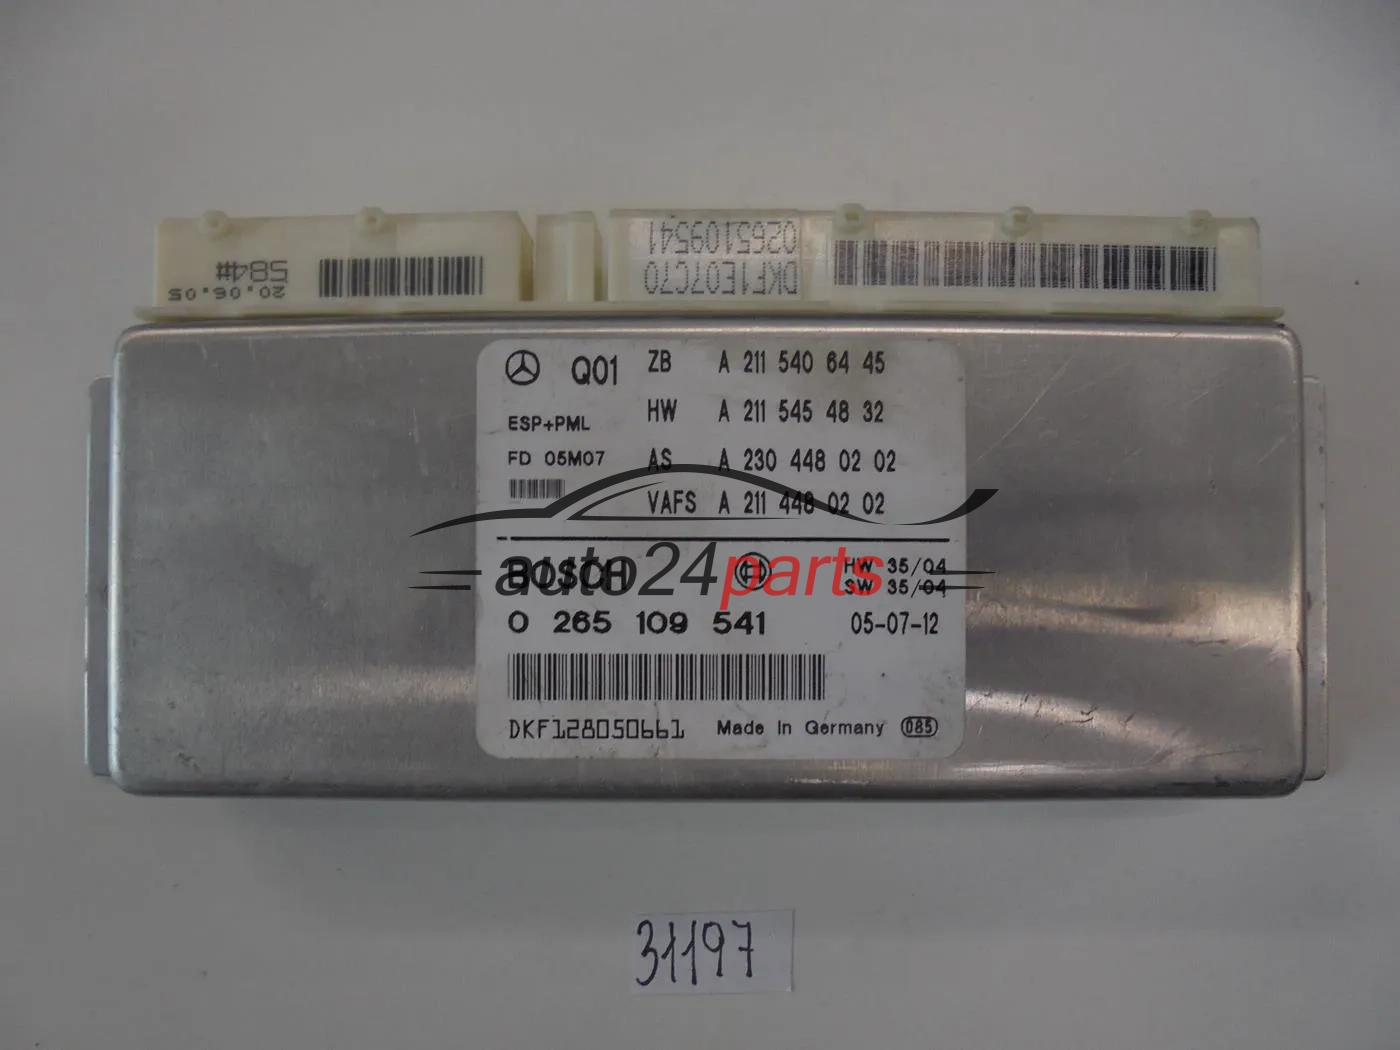 584#
20.06.05
0265109541
DKF1E07C70
Q01
ZB A 211 540 64 45
ESP+PML
HW A 211 545 48 32
FD 05M07
AS A 230 448 02 02
VAFS A 211 448 02 02
auto24parts
BOSCH
HW 35/04
SW 35/04
0 265 109 541
05-07-12
DKF128050661
Made in Germany
085
31197